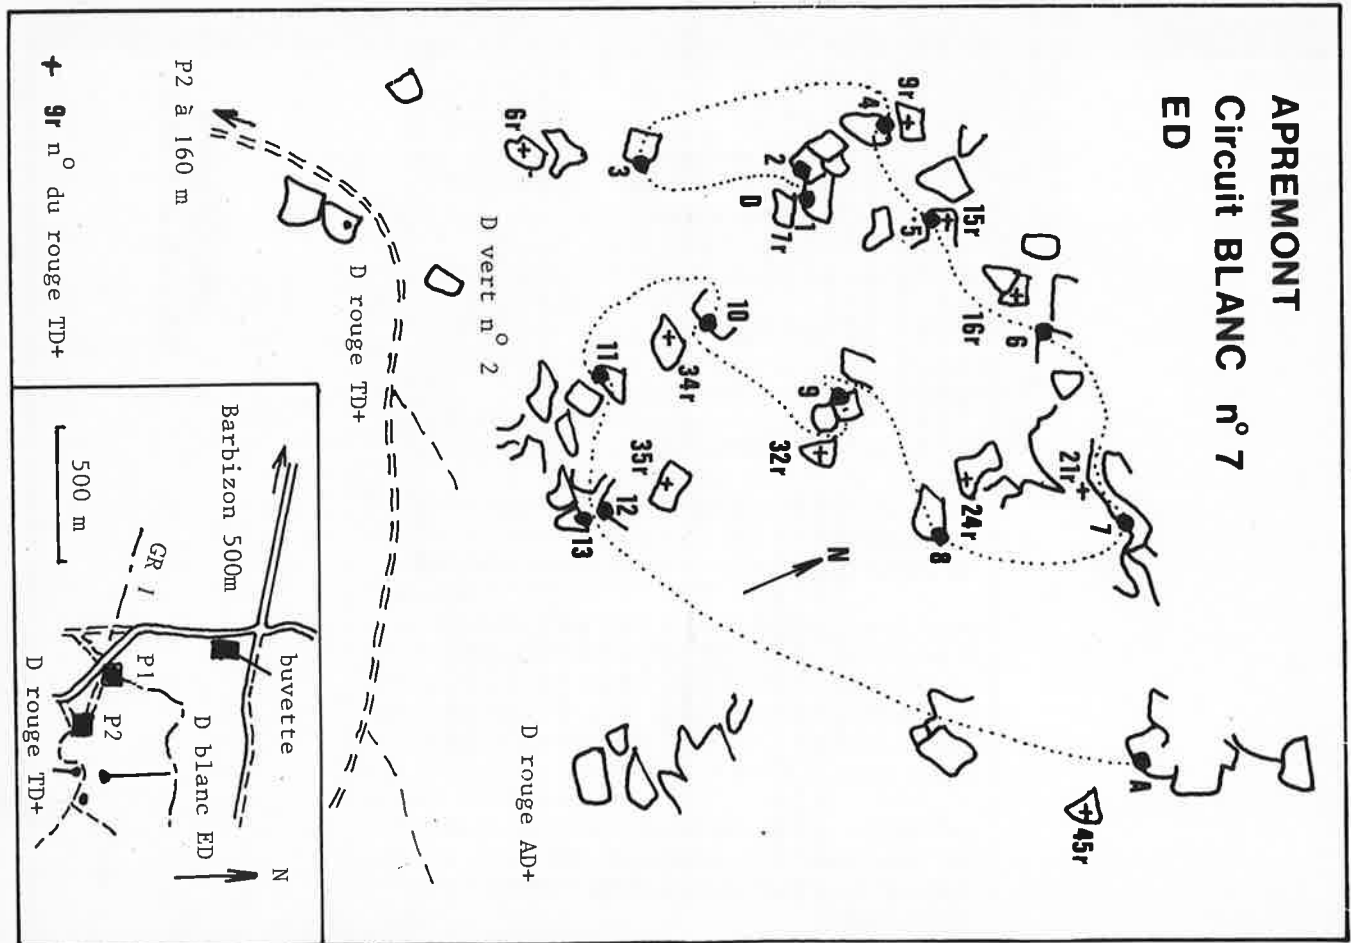 APREMONT
Circuit BLANC n° 7
ED
9r
4
15r
5
2
D
1
7r
3
6r
16r
6
21r
7
24r
8
9
32r
10
34r
11
35r
12
13
N
A
45r
D vert n° 2
D rouge TD+
D rouge AD+
P2 à 160 m
+ 9r n° du rouge TD+
Barbizon 500m
500 m
GR 1
buvette
P1
P2
D blanc ED
D rouge TD+
N